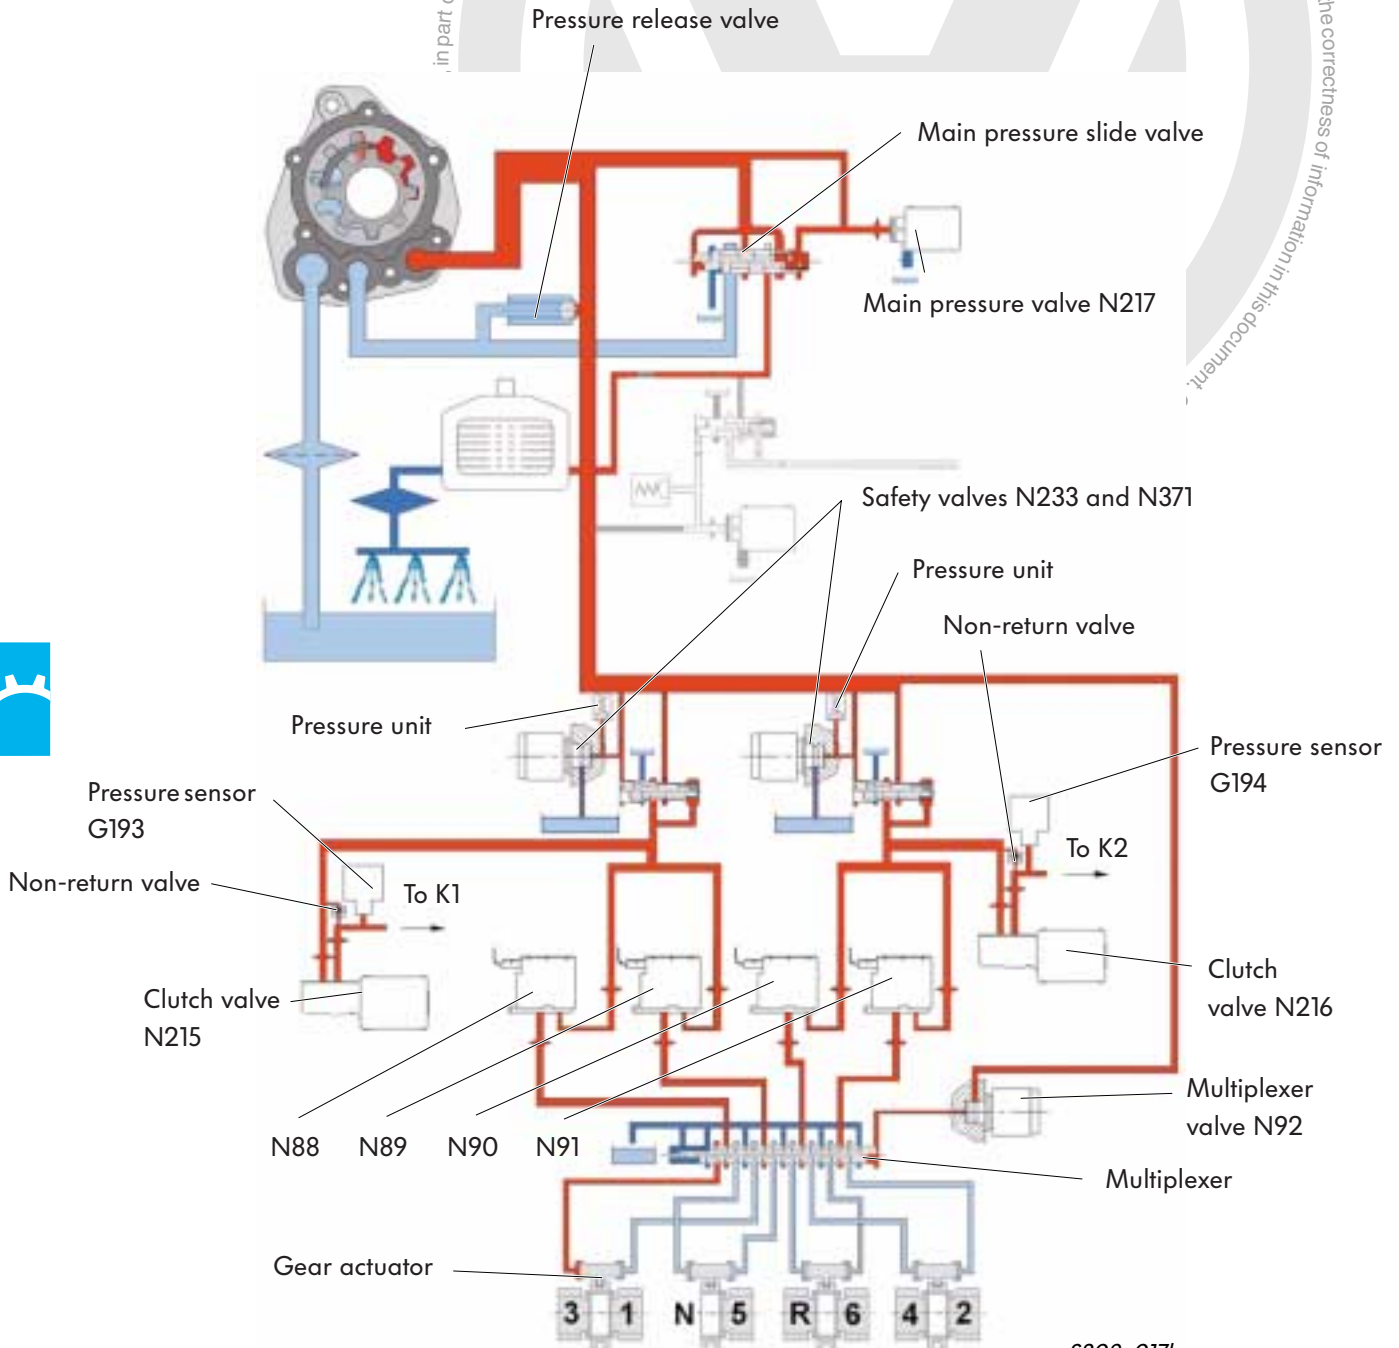 Pressure release valve
in part
the correctness of information in this document.
Main pressure slide valve
Main pressure valve N217
Safety valves N233 and N371
Pressure unit
Non-return valve
Pressure unit
Pressure sensor
G194
Pressure sensor
G193
To K2
Non-return valve
To K1
Clutch
valve N216
Clutch valve
N215
Multiplexer
valve N92
N88 N89 N90 N91
Multiplexer
Gear actuator
3 1 N 5 R 6 4 2